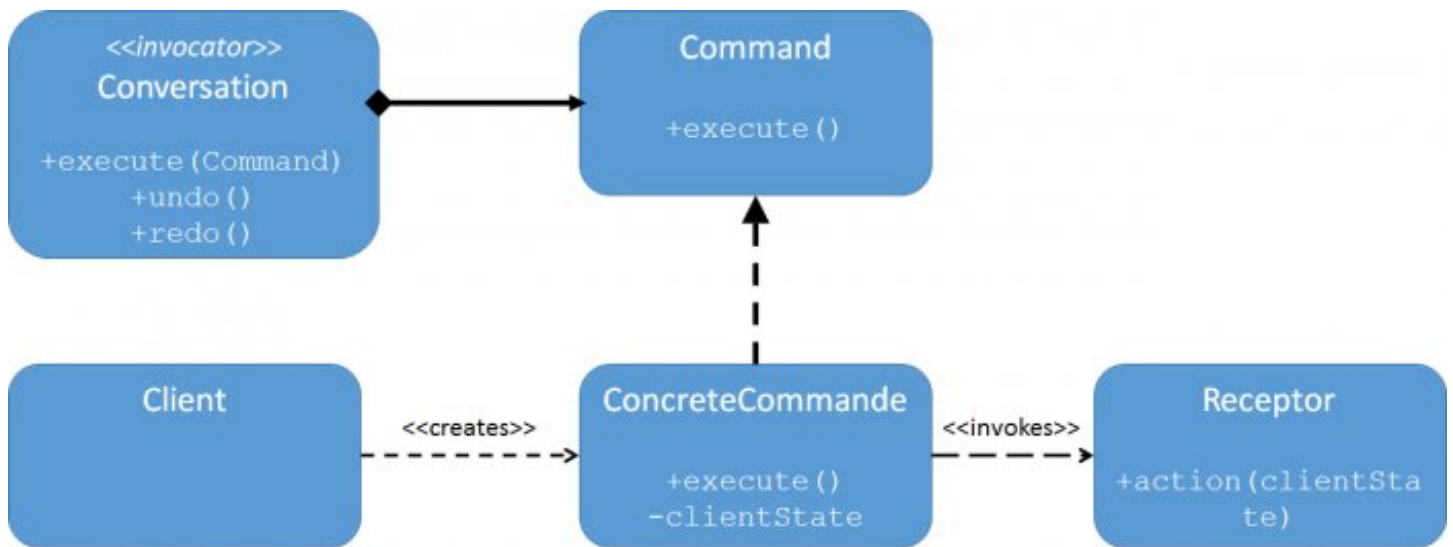 <<invocator>>
Conversation
+execute(Command)
+undo()
+redo()
Command
+execute()
Client
<<creates>>
ConcreteCommande
+execute()
-clientState
<<invokes>>
Receptor
+action(clientSta
te)